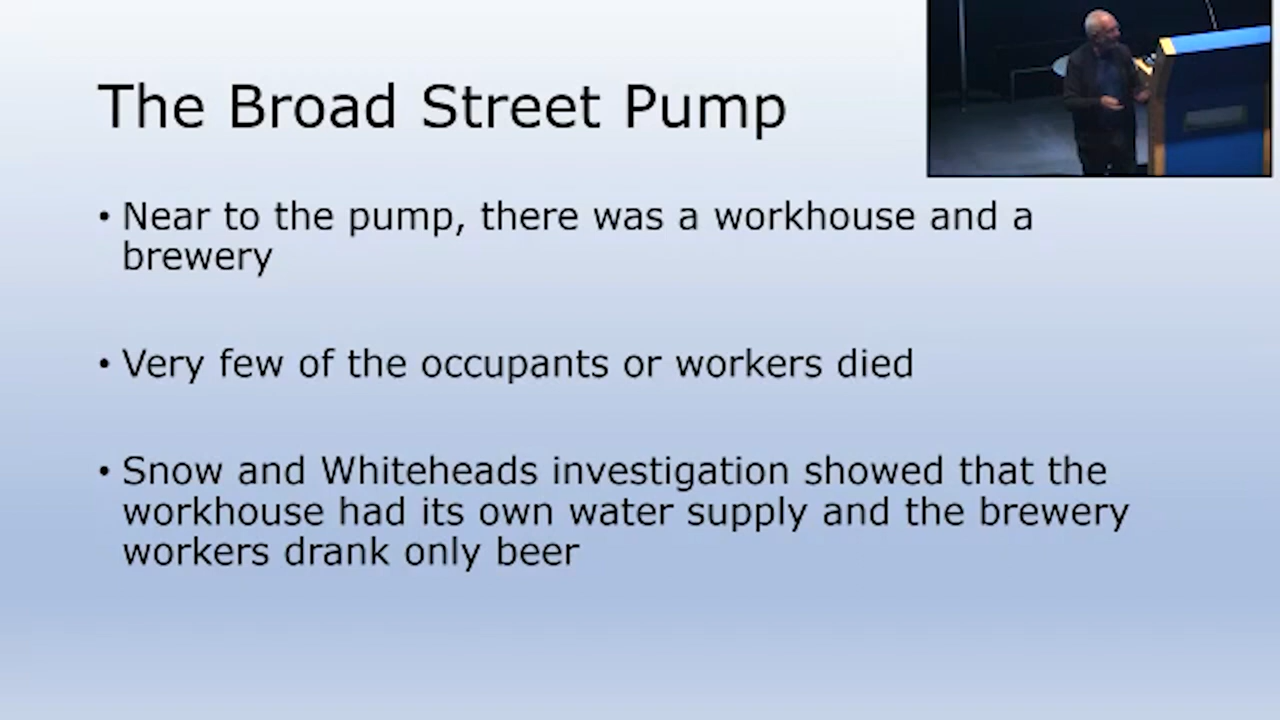 The Broad Street Pump
• Near to the pump, there was a workhouse and a
brewery
• Very few of the occupants or workers died
• Snow and Whiteheads investigation showed that the
workhouse had its own water supply and the brewery
workers drank only beer